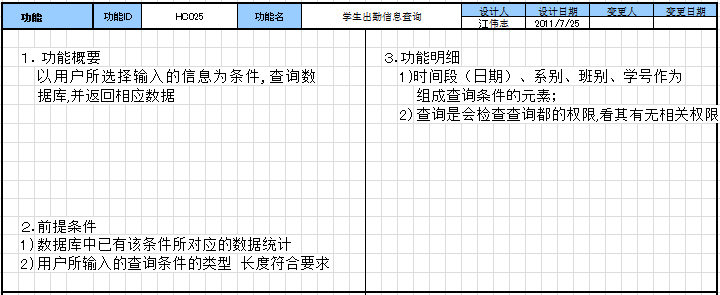 功能
功能ID
HC025
功能名
学生出勤信息查询
设计人
设计日期
变更人
变更日期
江伟志
2011/7/25
1. 功能概要
以用户所选择输入的信息为条件, 查询数
据库,并返回相应数据
2.前提条件
1)数据库中已有该条件所对应的数据统计
2)用户所输入的查询条件的类型 长度符合要求
3.功能明细
1)时间段（日期）、系别、班别、学号作为
组成查询条件的元素；
2)查询是会检查查询都的权限,看其有无相关权限